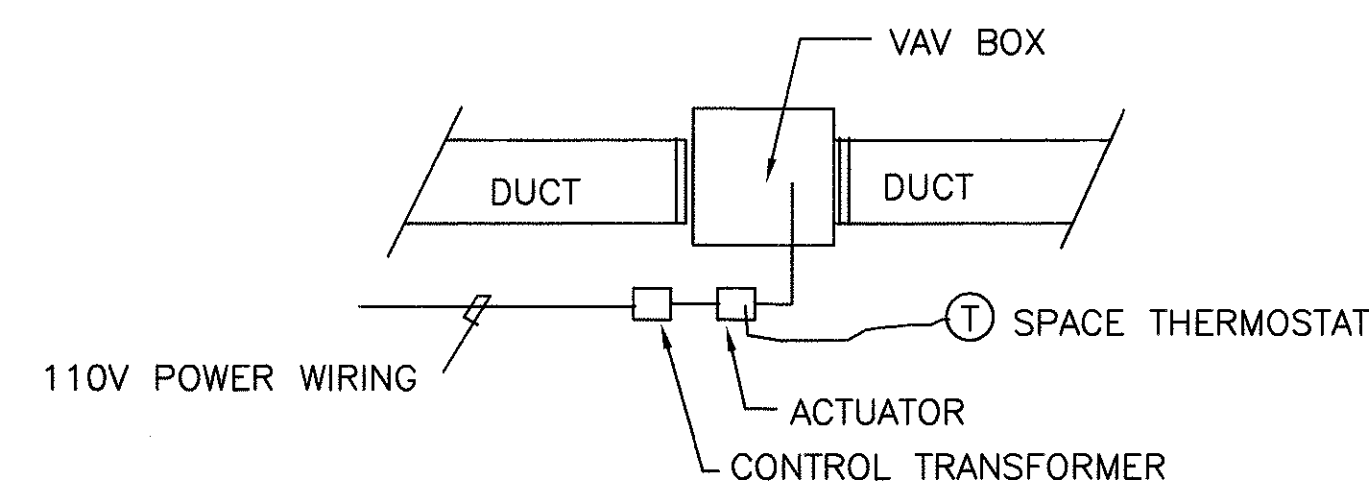 VAV BOX
DUCT
DUCT
T SPACE THERMOSTAT
110V POWER WIRING
ACTUATOR
CONTROL TRANSFORMER